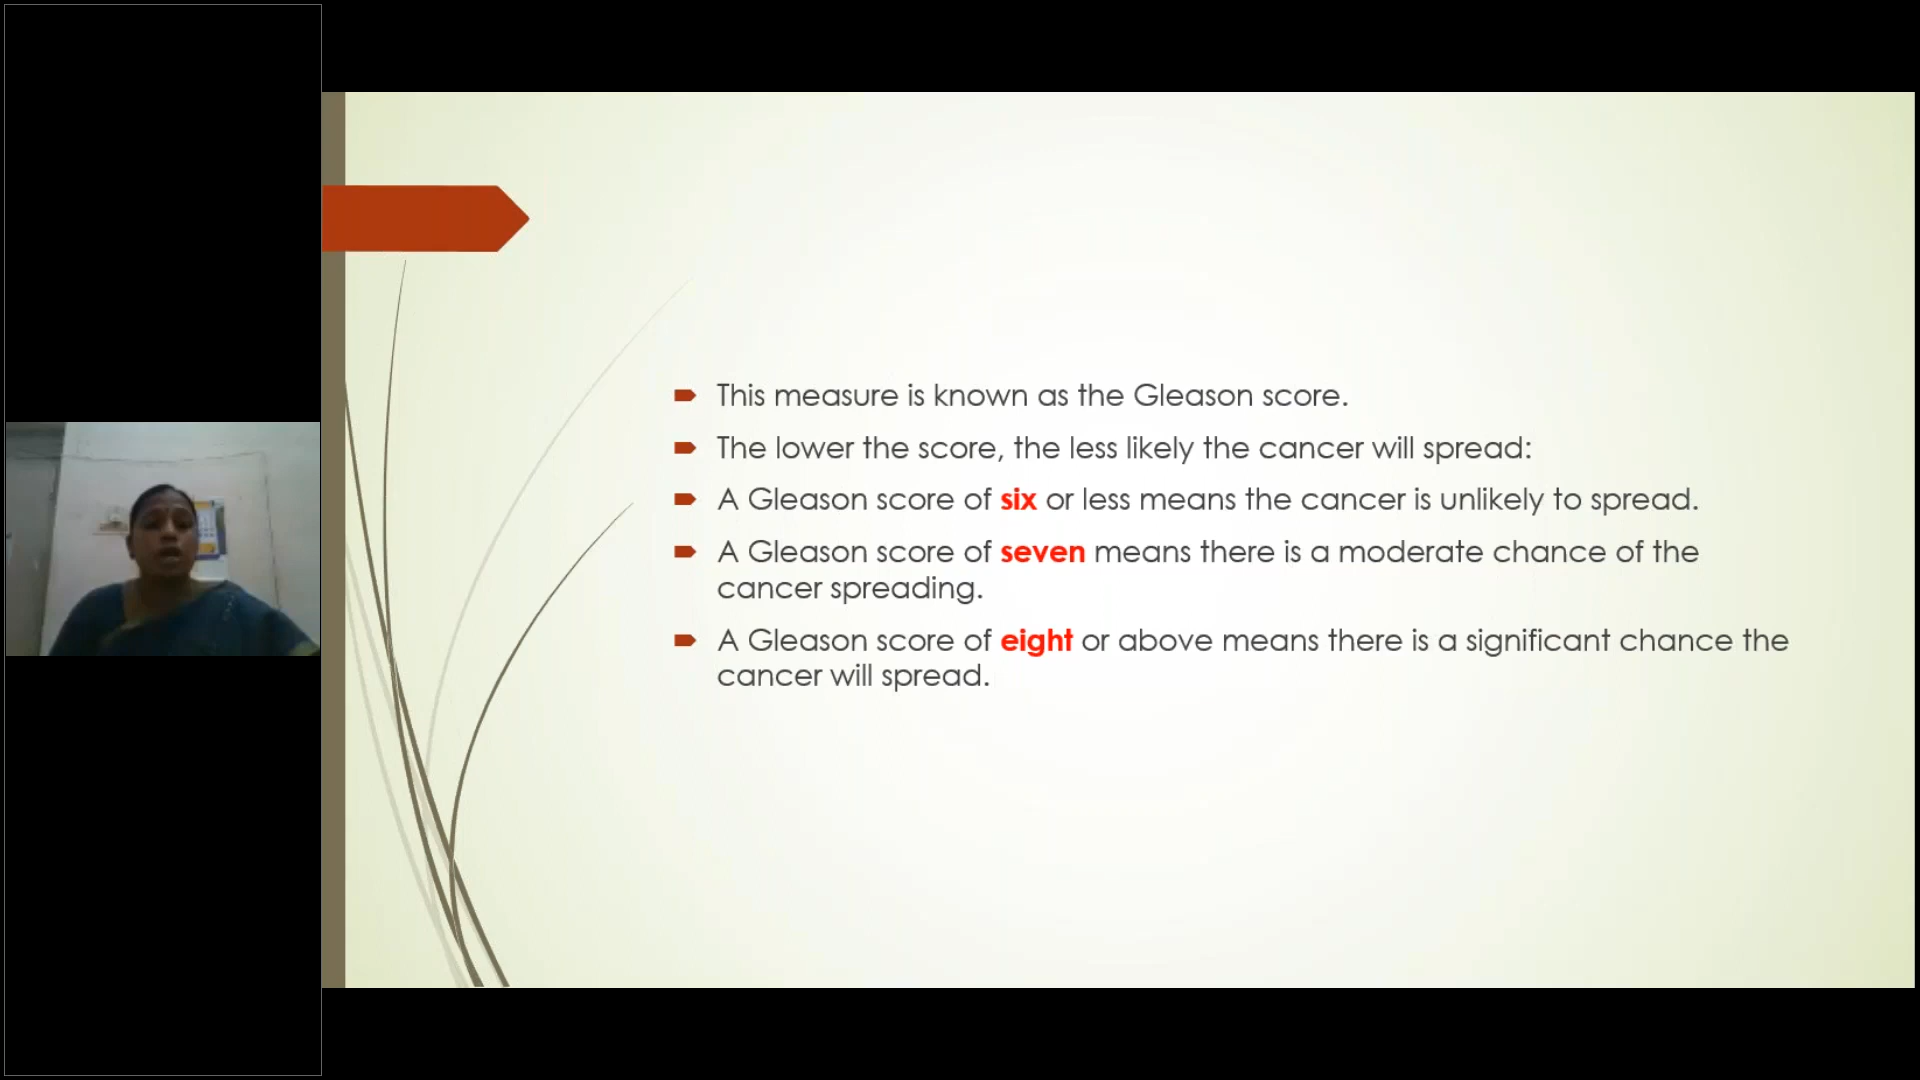 This measure is known as the Gleason score.
The lower the score, the less likely the cancer will spread:
A Gleason score of six or less means the cancer is unlikely to spread.
A Gleason score of seven means there is a moderate chance of the
cancer spreading.
A Gleason score of eight or above means there is a significant chance the
cancer will spread.